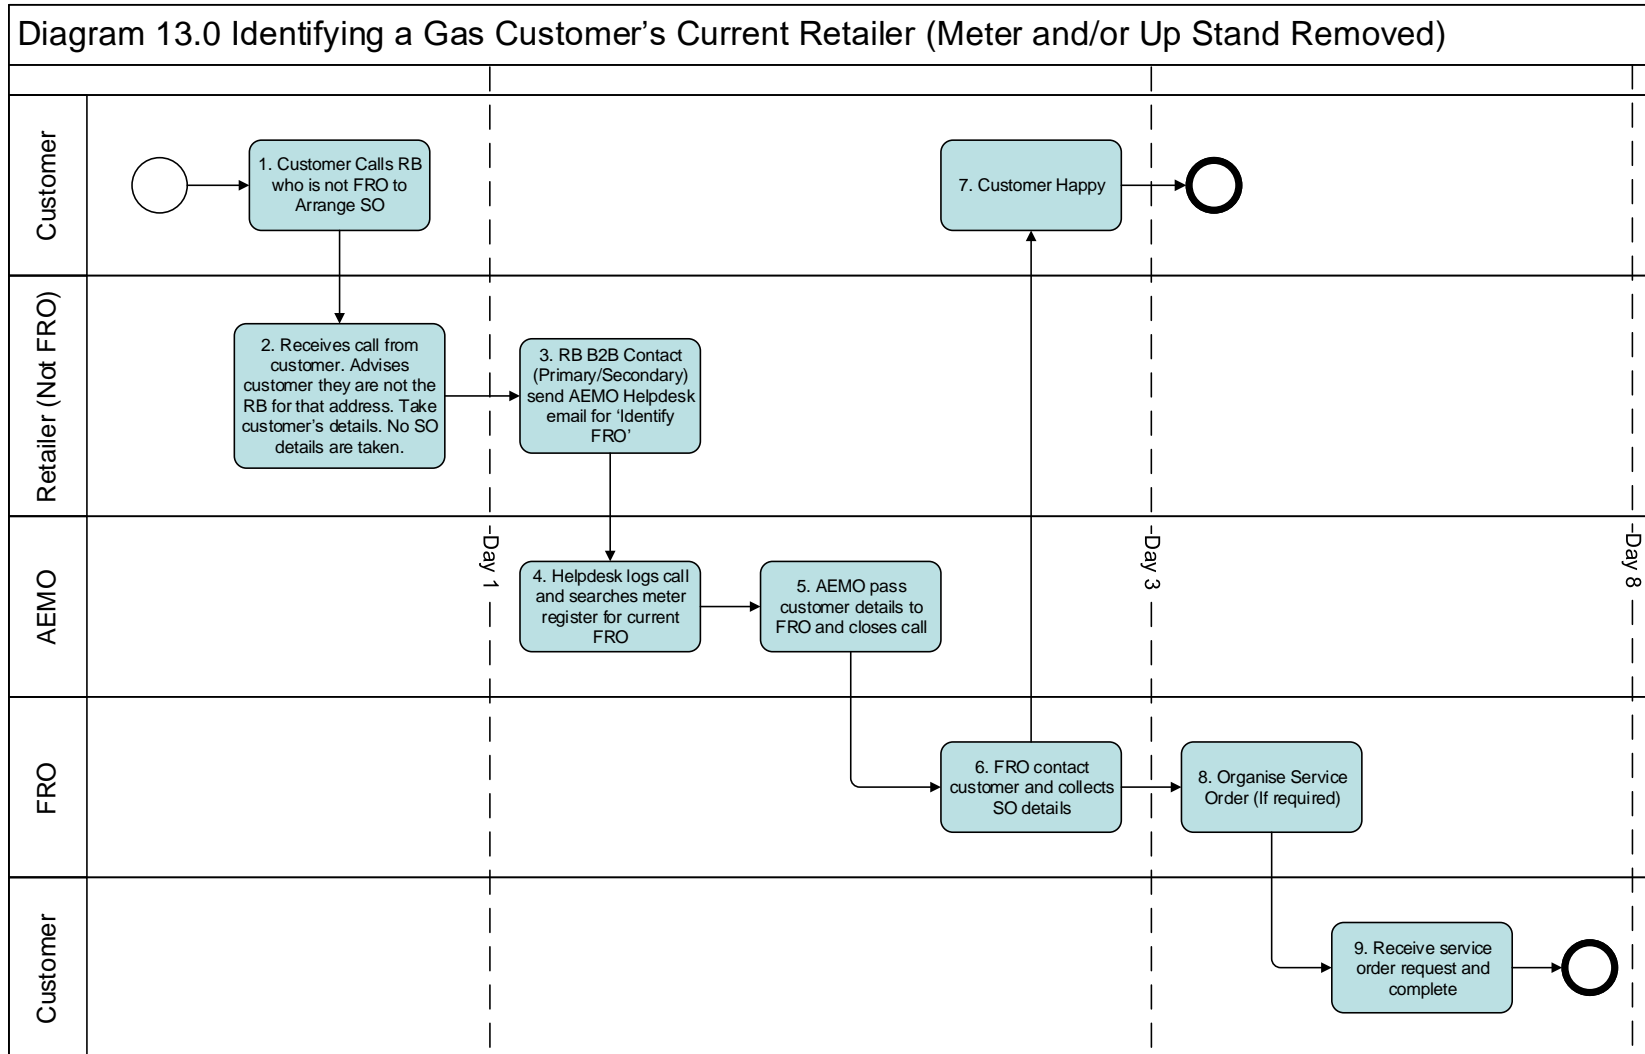 Diagram 13.0 Identifying a Gas Customer’s Current Retailer (Meter and/or Up Stand Removed)
Customer
1. Customer Calls RB
who is not FRO to
Arrange SO
7. Customer Happy
Retailer (Not FRO)
2. Receives call from
customer. Advises
customer they are not the
RB for that address. Take
customer’s details. No SO
details are taken.
3. RB B2B Contact
(Primary/Secondary)
send AEMO Helpdesk
email for ‘Identify
FRO’
AEMO
Day 1
4. Helpdesk logs call
and searches meter
register for current
FRO
5. AEMO pass
customer details to
FRO and closes call
Day 3
Day 8
FRO
6. FRO contact
customer and collects
SO details
8. Organise Service
Order (If required)
Customer
9. Receive service
order request and
complete